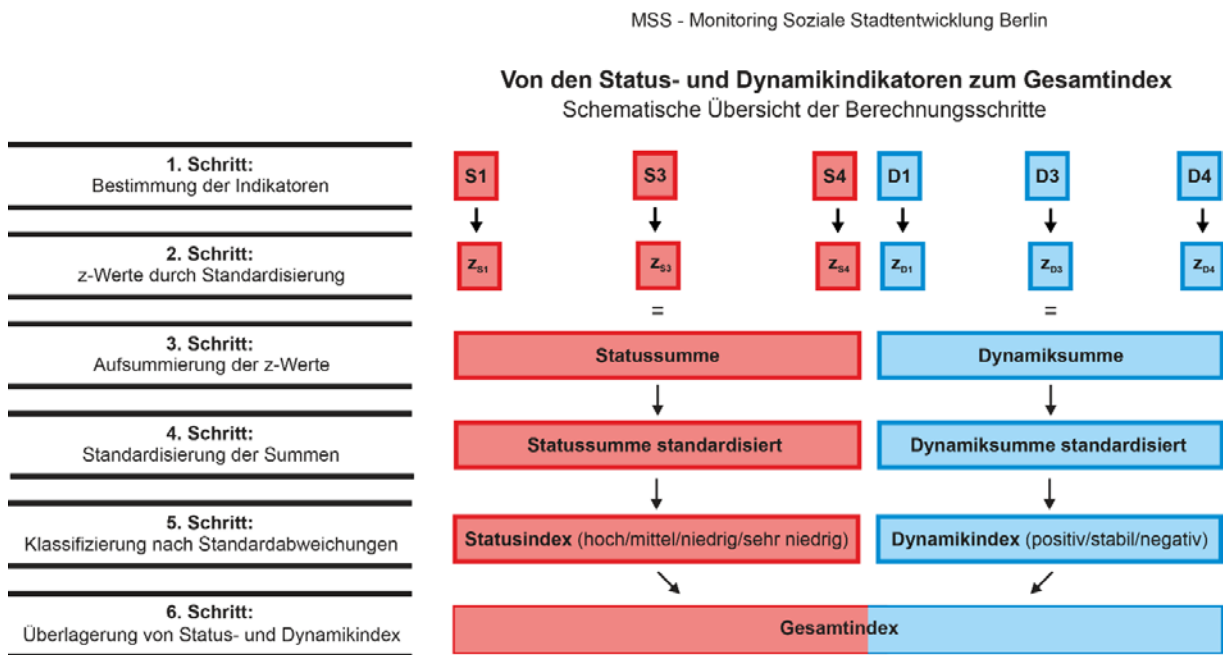 MSS - Monitoring Soziale Stadtentwicklung Berlin
Von den Status- und Dynamikindikatoren zum Gesamtindex
Schematische Übersicht der Berechnungsschritte
1. Schritt:
Bestimmung der Indikatoren
S1 S3 S4 D1 D3 D4
2. Schritt:
z-Werte durch Standardisierung
zS1 zS3 zS4 zD1 zD3 zD4
= =
3. Schritt:
Aufsummierung der z-Werte
Statussumme Dynamiksumme
4. Schritt:
Standardisierung der Summen
Statussumme standardisiert Dynamiksumme standardisiert
5. Schritt:
Klassifizierung nach Standardabweichungen
Statusindex (hoch/mittel/niedrig/sehr niedrig) Dynamikindex (positiv/stabil/negativ)
6. Schritt:
Überlagerung von Status- und Dynamikindex
Gesamtindex